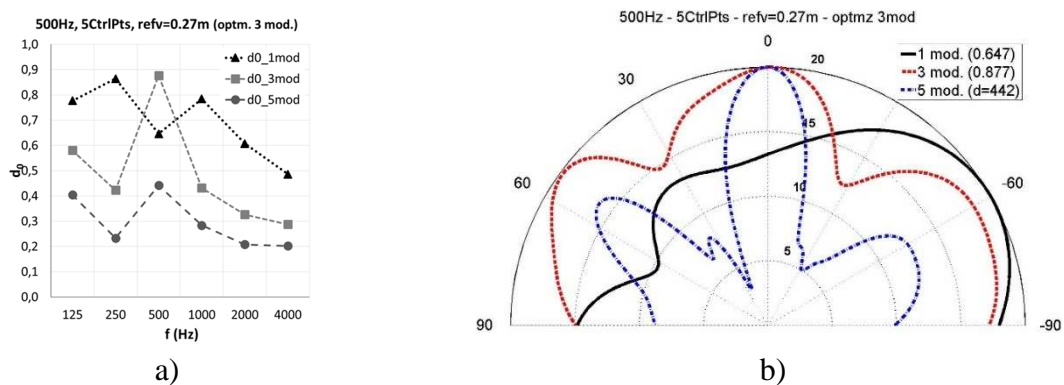 500Hz, 5CtrlPts, refv=0.27m (optm. 3 mod.)
1,0
0,9
0,8
0,7
0,6
0,5
0,4
0,3
0,2
0,1
0,0
d0
d0_1mod
d0_3mod
d0_5mod
125 250 500 1000 2000 4000
f (Hz)
a)
500Hz - 5CtrlPts - refv=0.27m - optmz 3mod
0
20
30
15
60
10
-60
5
90
-90
1 mod. (0.647)
3 mod. (0.877)
5 mod. (d=442)
b)